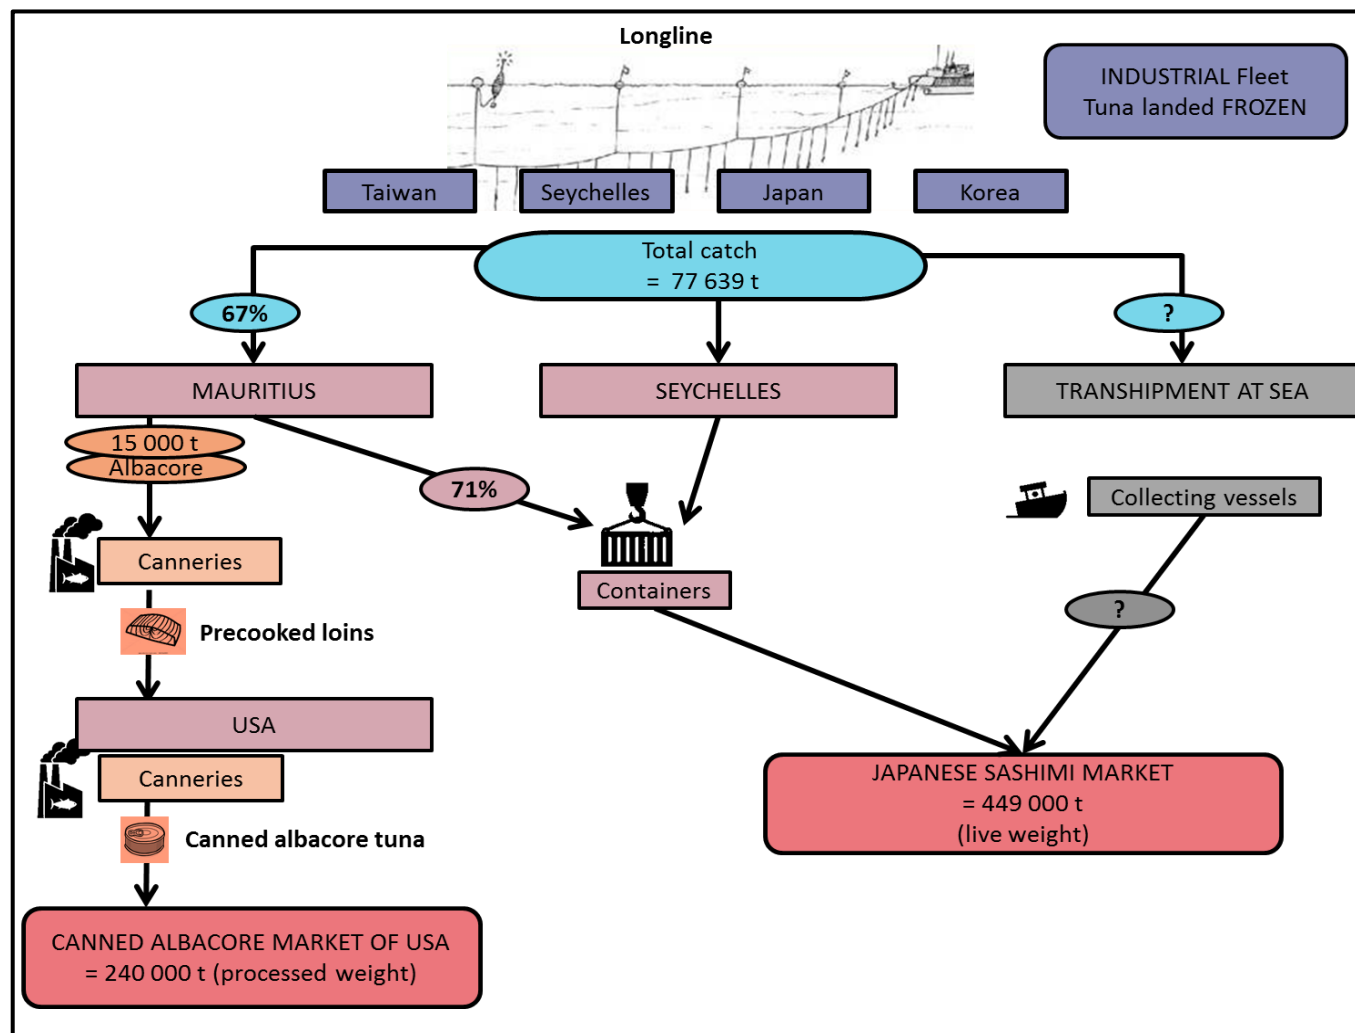 Longline
INDUSTRIAL Fleet
Tuna landed FROZEN
Taiwan
Seychelles
Japan
Korea
Total catch
= 77 639 t
67%
?
MAURITIUS
SEYCHELLES
TRANSHIPMENT AT SEA
15 000 t
Albacore
71%
Collecting vessels
Canneries
Containers
?
Precooked loins
USA
Canneries
JAPANESE SASHIMI MARKET
= 449 000 t
(live weight)
Canned albacore tuna
CANNED ALBACORE MARKET OF USA
= 240 000 t (processed weight)